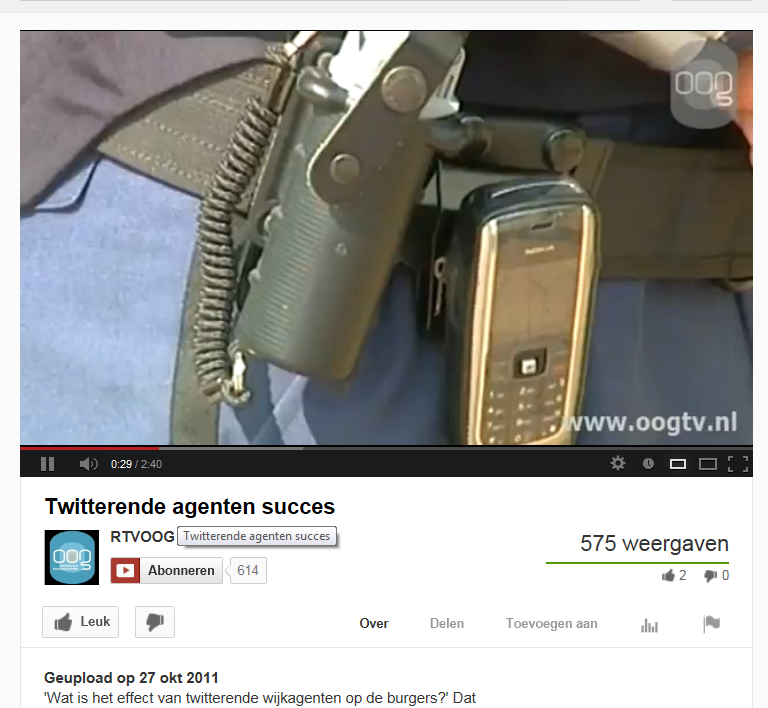 oog
NOKIA
www.oogtv.nl
0:29 / 2:40
Twitterende agenten succes
RTVOOG
Twitterende agenten succes
oog
Abonneren 614
575 weergaven
2 0
Leuk
Over Delen Toevoegen aan
Geupload op 27 okt 2011
'Wat is het effect van twitterende wijkagenten op de burgers?' Dat